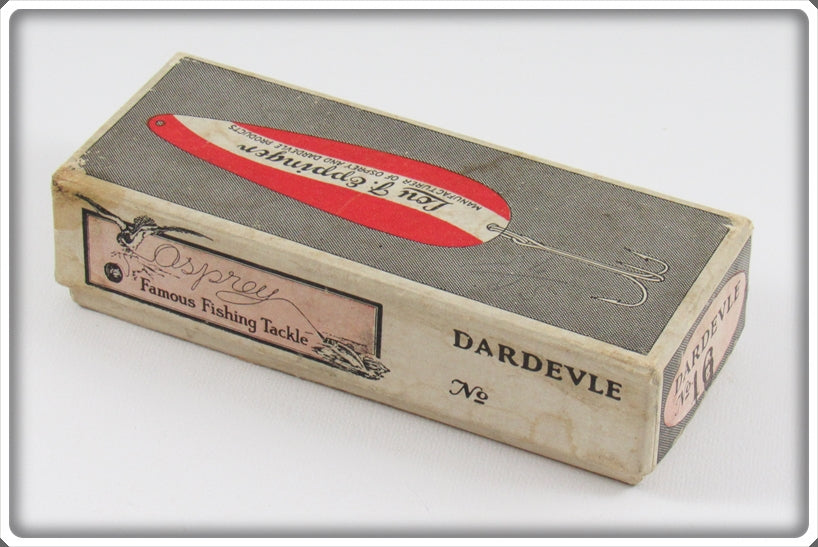 Lou J. Eppinger
MANUFACTURER OF OSPREY AND DARDEVLE PRODUCTS
Osprey
Famous Fishing Tackle
DARDEVLE
No
DARDEVLE
No 16